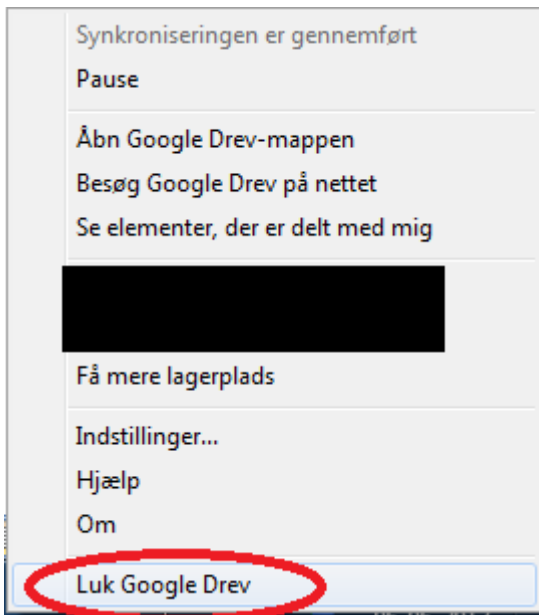 Synkroniseringen er gennemført
Pause
Åbn Google Drev-mappen
Besøg Google Drev på nettet
Se elementer, der er delt med mig
Få mere lagerplads
Indstillinger...
Hjælp
Om
Luk Google Drev